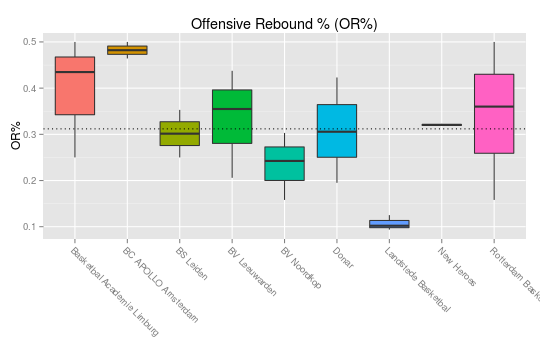 Offensive Rebound % (OR%)
OR%
0.5
0.4
0.3
0.2
0.1
Basketbal Academie Limburg
BC APOLLO Amsterdam
BS Leiden
BV Leeuwarden
BV Noordkop
Donar
Landstede Basketbal
New Heroes
Rotterdam Bask